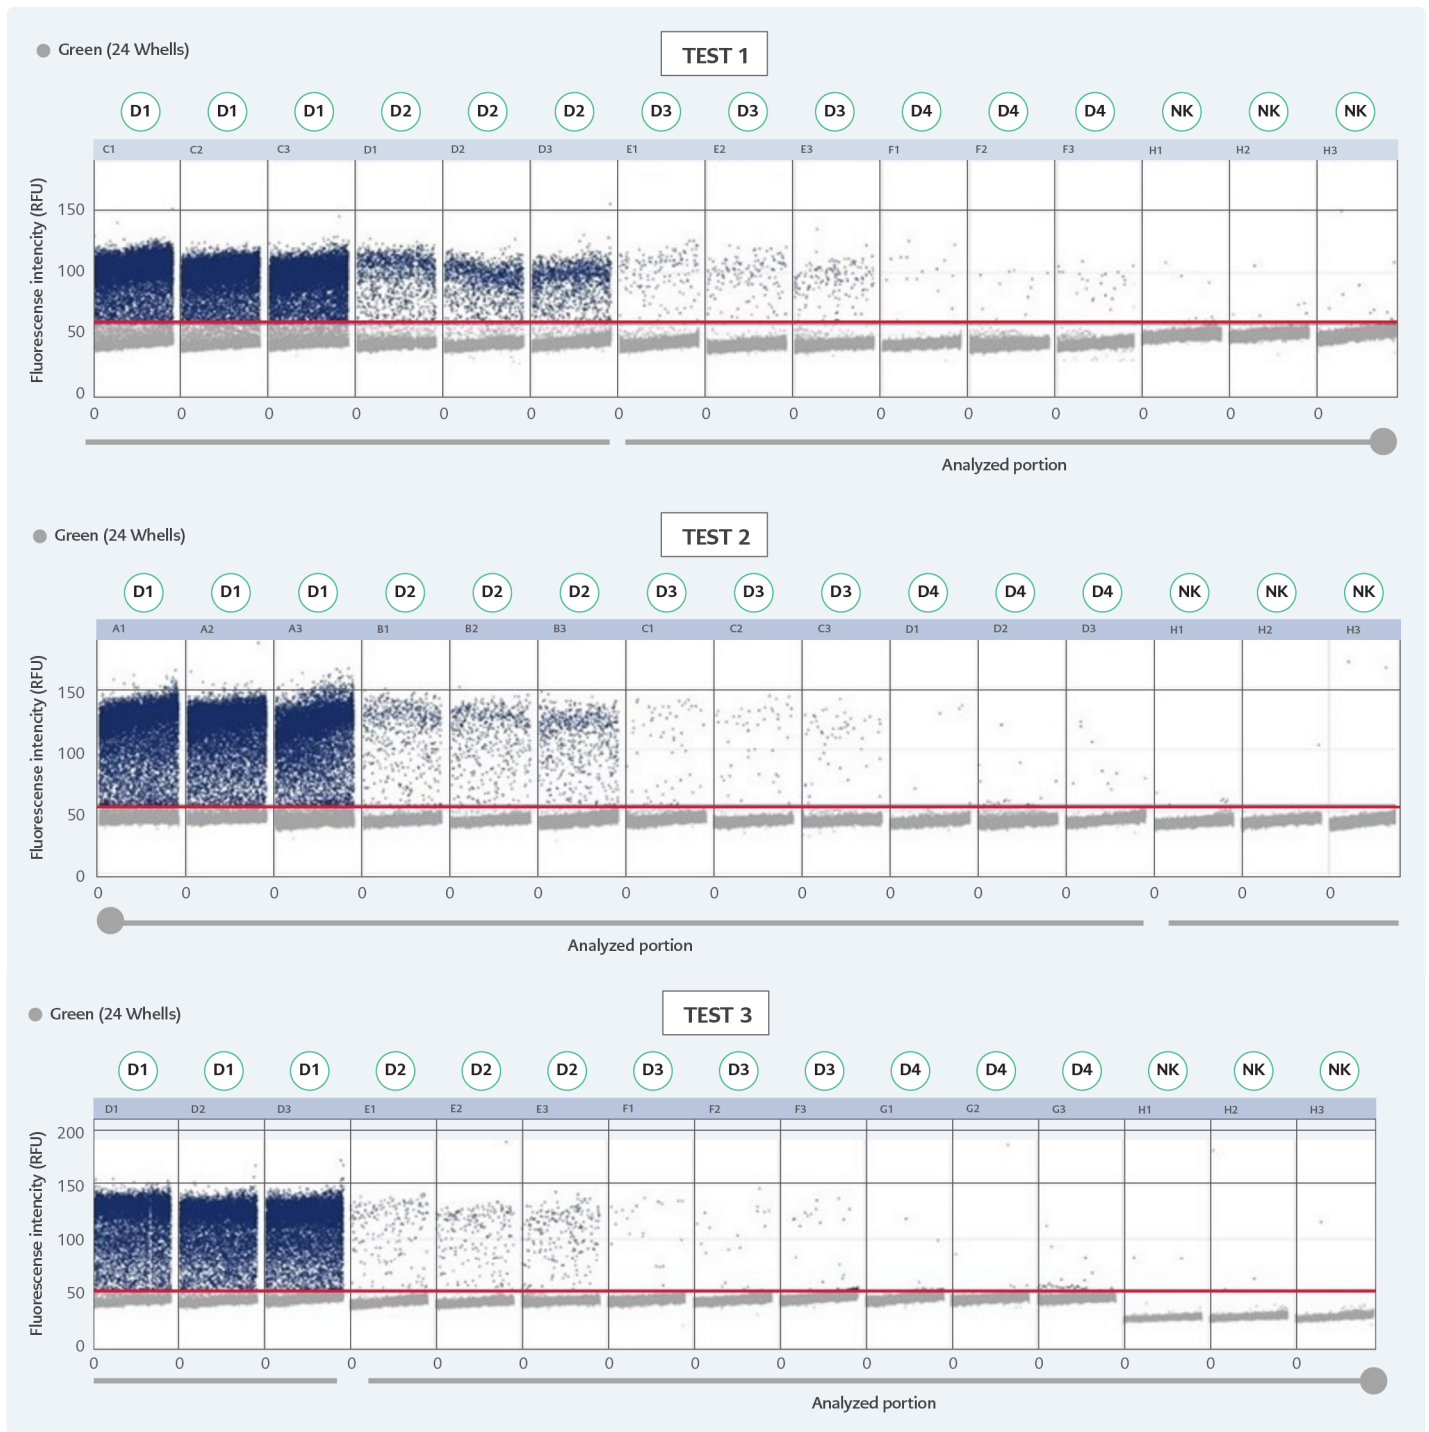 Green (24 Whells)
TEST 1
D1 D1 D1 D2 D2 D2 D3 D3 D3 D4 D4 D4 NK NK NK
C1 C2 C3 D1 D2 D3 E1 E2 E3 F1 F2 F3 H1 H2 H3
Fluorescense intencity (RFU)
150
100
50
0
0 0 0 0 0 0 0 0 0 0 0 0 0 0 0
Analyzed portion
Green (24 Whells)
TEST 2
D1 D1 D1 D2 D2 D2 D3 D3 D3 D4 D4 D4 NK NK NK
A1 A2 A3 B1 B2 B3 C1 C2 C3 D1 D2 D3 H1 H2 H3
Fluorescense intencity (RFU)
150
100
50
0
0 0 0 0 0 0 0 0 0 0 0 0 0 0 0
Analyzed portion
Green (24 Whells)
TEST 3
D1 D1 D1 D2 D2 D2 D3 D3 D3 D4 D4 D4 NK NK NK
D1 D2 D3 E1 E2 E3 F1 F2 F3 G1 G2 G3 H1 H2 H3
Fluorescense intencity (RFU)
200
150
100
50
0
0 0 0 0 0 0 0 0 0 0 0 0 0 0 0
Analyzed portion